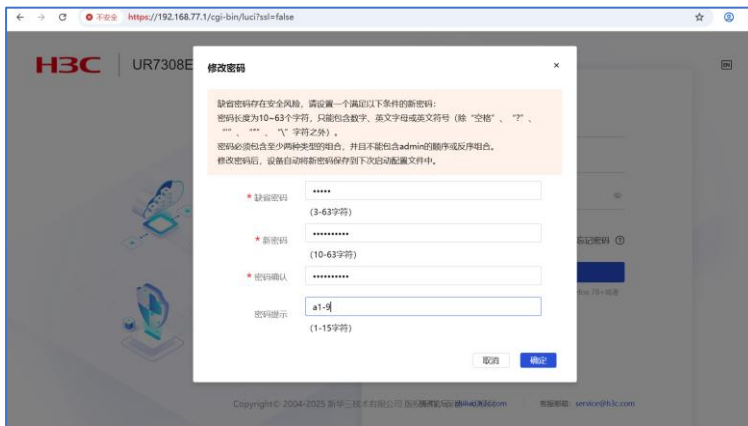 不安全 https://192.168.77.1/cgi-bin/luci?ssl=false
H3C UR7308E
EN
修改密码
缺省密码存在安全风险，请设置一个满足以下条件的新密码：
密码长度为10~63个字符，只能包含数字、英文字母或英文符号（除 “空格” 、 “?” 、
“'” 、 “"” 、 “\” 字符之外）。
密码必须包含至少两种类型的组合，并且不能包含admin的顺序或反序组合。
修改密码后，设备自动将新密码保存到下次启动配置文件中。
* 缺省密码 •••••
(3-63字符)
* 新密码 ••••••••••
(10-63字符)
忘记密码
* 密码确认 ••••••••••
密码提示 a1-9
(1-15字符)
取消 确定
Copyright© 2004-2025 新华三技术有限公司
客服邮箱: service@h3c.com